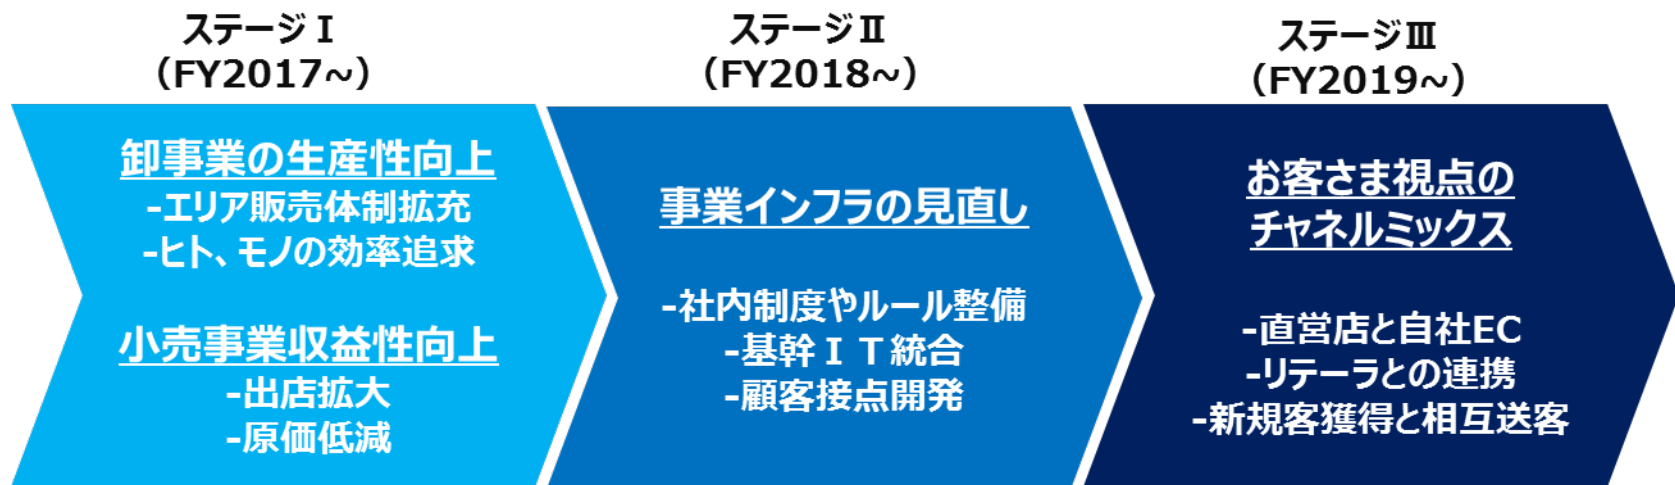 ステージⅠ
(FY2017~)
卸事業の生産性向上
-エリア販売体制拡充
-ヒト、モノの効率追求
小売事業収益性向上
-出店拡大
-原価低減
ステージⅡ
(FY2018~)
事業インフラの見直し
-社内制度やルール整備
-基幹ＩＴ統合
-顧客接点開発
ステージⅢ
(FY2019~)
お客さま視点の
チャネルミックス
-直営店と自社EC
-リテーラとの連携
-新規客獲得と相互送客